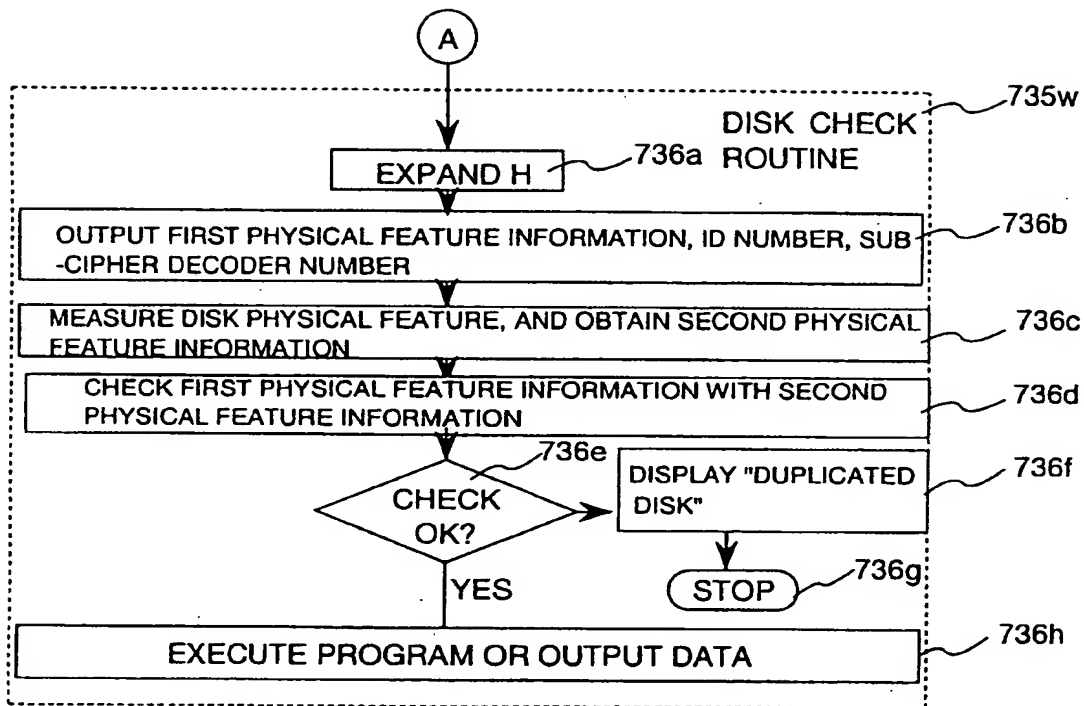 A
735w
DISK CHECK
ROUTINE
736a
EXPAND H
736b
OUTPUT FIRST PHYSICAL FEATURE INFORMATION, ID NUMBER, SUB
-CIPHER DECODER NUMBER
736c
MEASURE DISK PHYSICAL FEATURE, AND OBTAIN SECOND PHYSICAL
FEATURE INFORMATION
736d
CHECK FIRST PHYSICAL FEATURE INFORMATION WITH SECOND
PHYSICAL FEATURE INFORMATION
736e
CHECK
OK?
736f
DISPLAY "DUPLICATED
DISK"
736g
STOP
YES
736h
EXECUTE PROGRAM OR OUTPUT DATA